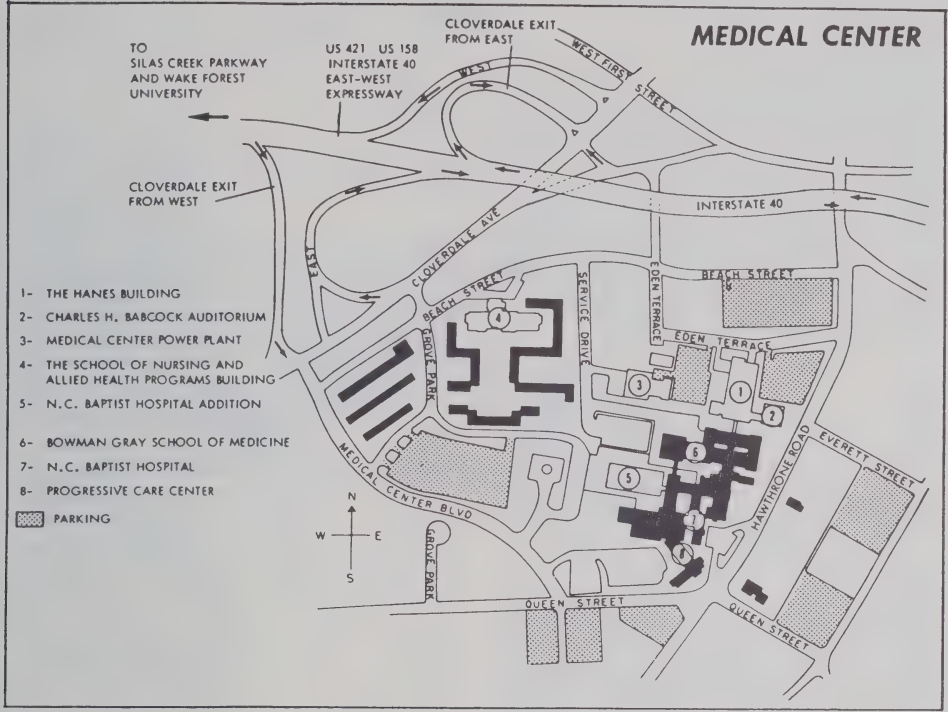 MEDICAL CENTER
CLOVERDALE EXIT
FROM EAST
TO
SILAS CREEK PARKWAY
AND WAKE FOREST
UNIVERSITY
US 421 US 158
INTERSTATE 40
EAST-WEST
EXPRESSWAY
WEST
WEST FIRST
STREET
CLOVERDALE EXIT
FROM WEST
INTERSTATE 40
EAST
CLOVERDALE AVE
BEACH STREET
SERVICE DRIVE
EDEN TERRACE
BEACH STREET
EDEN TERRACE
GROVE PARK
1- THE HANES BUILDING
2- CHARLES H. BABCOCK AUDITORIUM
3- MEDICAL CENTER POWER PLANT
4- THE SCHOOL OF NURSING AND
ALLIED HEALTH PROGRAMS BUILDING
5- N.C. BAPTIST HOSPITAL ADDITION
6- BOWMAN GRAY SCHOOL OF MEDICINE
7- N.C. BAPTIST HOSPITAL
8- PROGRESSIVE CARE CENTER
PARKING
4
3
1
2
6
5
7
8
MEDICAL CENTER BLVD
HAWTHRONE ROAD
EVERETT STREET
N
W E
S
GROVE PARK
QUEEN STREET
QUEEN STREET